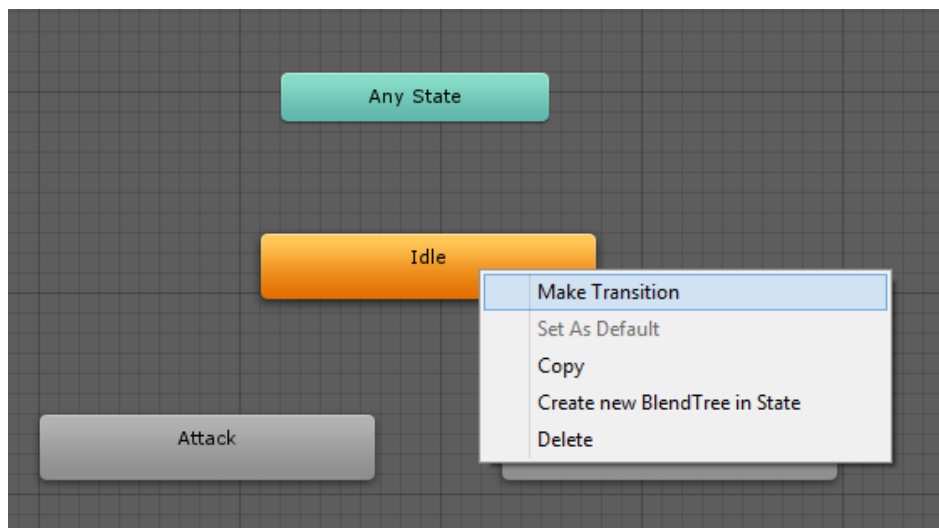 Any State
Idle
Make Transition
Set As Default
Copy
Create new BlendTree in State
Delete
Attack